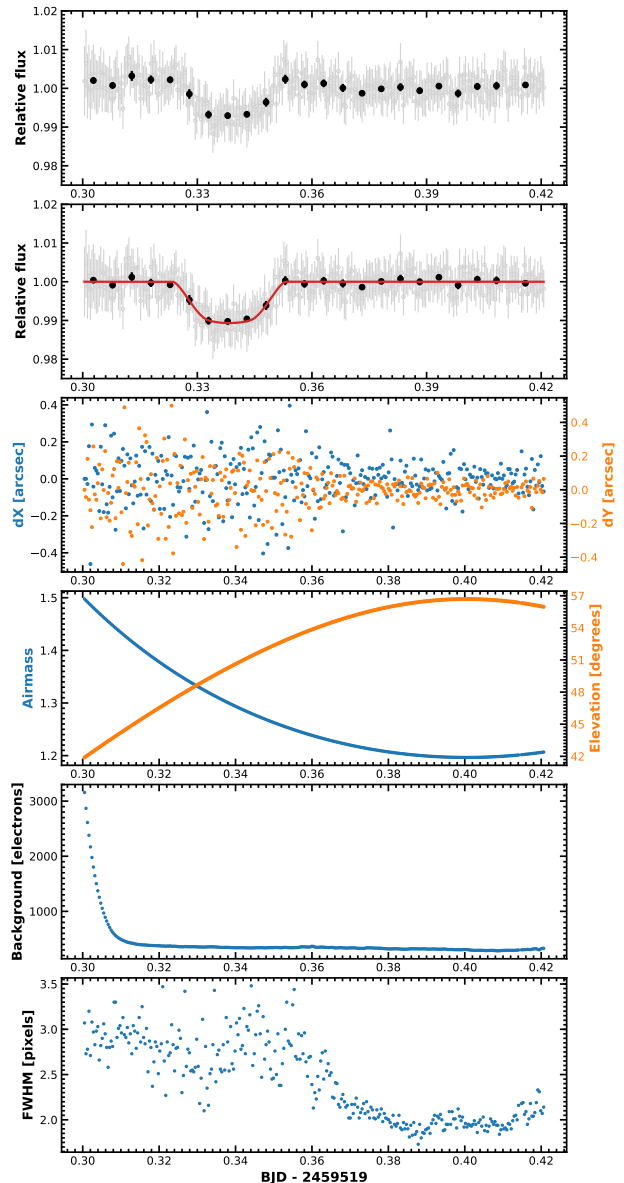 1.02
1.01
1.00
0.99
0.98
Relative flux
0.30 0.33 0.36 0.39 0.42
1.02
1.01
1.00
0.99
0.98
Relative flux
0.30 0.33 0.36 0.39 0.42
0.4
0.2
0.0
−0.2
−0.4
dX [arcsec]
0.4
0.2
0.0
−0.2
−0.4
dY [arcsec]
0.30 0.32 0.34 0.36 0.38 0.40 0.42
1.5
1.4
1.3
1.2
Airmass
57
54
51
48
45
42
Elevation [degrees]
0.30 0.32 0.34 0.36 0.38 0.40 0.42
3000
2000
1000
Background [electrons]
0.30 0.32 0.34 0.36 0.38 0.40 0.42
3.5
3.0
2.5
2.0
FWHM [pixels]
0.30 0.32 0.34 0.36 0.38 0.40 0.42
BJD - 2459519